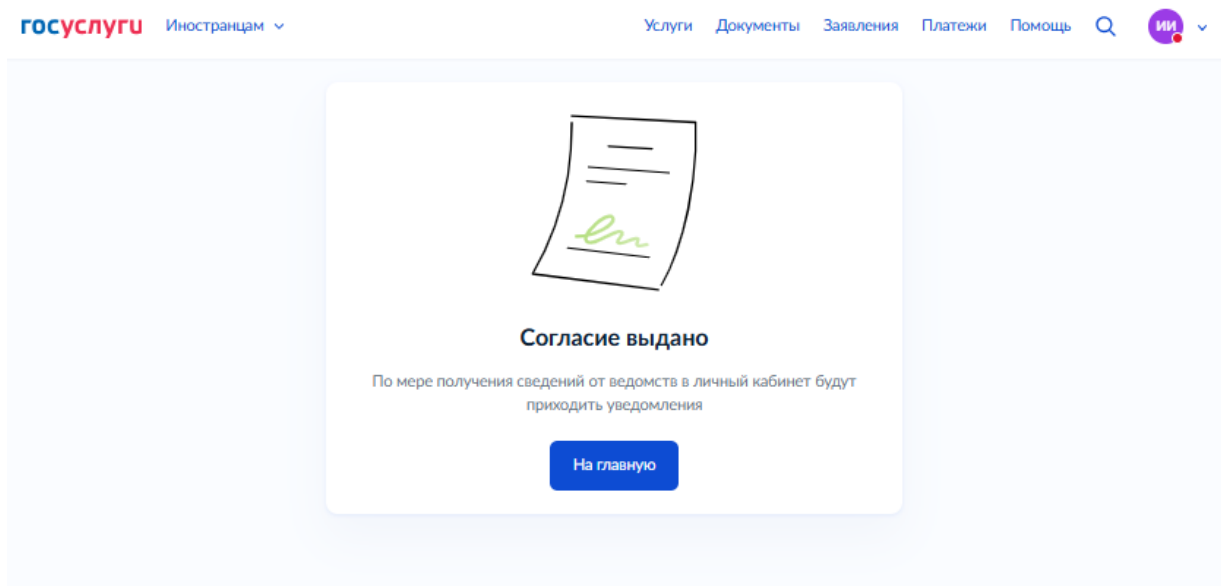 госуслуги Иностранцам Услуги Документы Заявления Платежи Помощь ИИ
Согласие выдано
По мере получения сведений от ведомств в личный кабинет будут
приходить уведомления
На главную